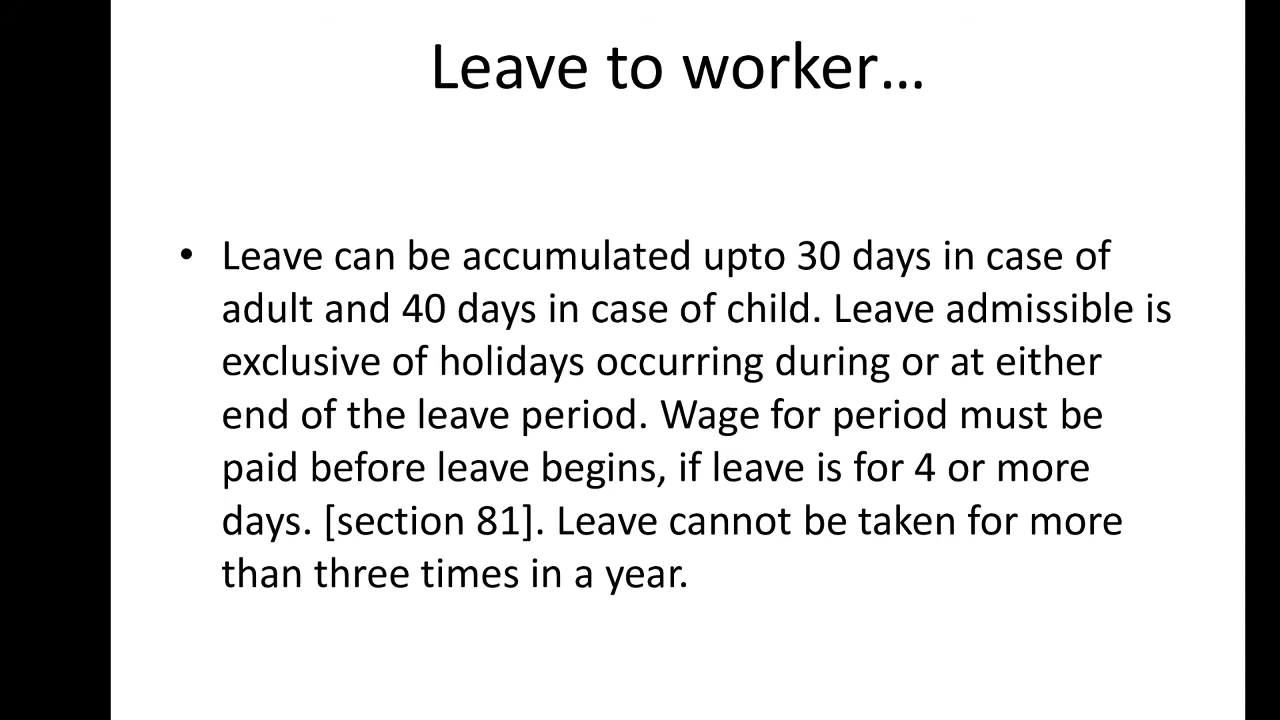 Leave to worker...
• Leave can be accumulated upto 30 days in case of
adult and 40 days in case of child. Leave admissible is
exclusive of holidays occurring during or at either
end of the leave period. Wage for period must be
paid before leave begins, if leave is for 4 or more
days. [section 81]. Leave cannot be taken for more
than three times in a year.